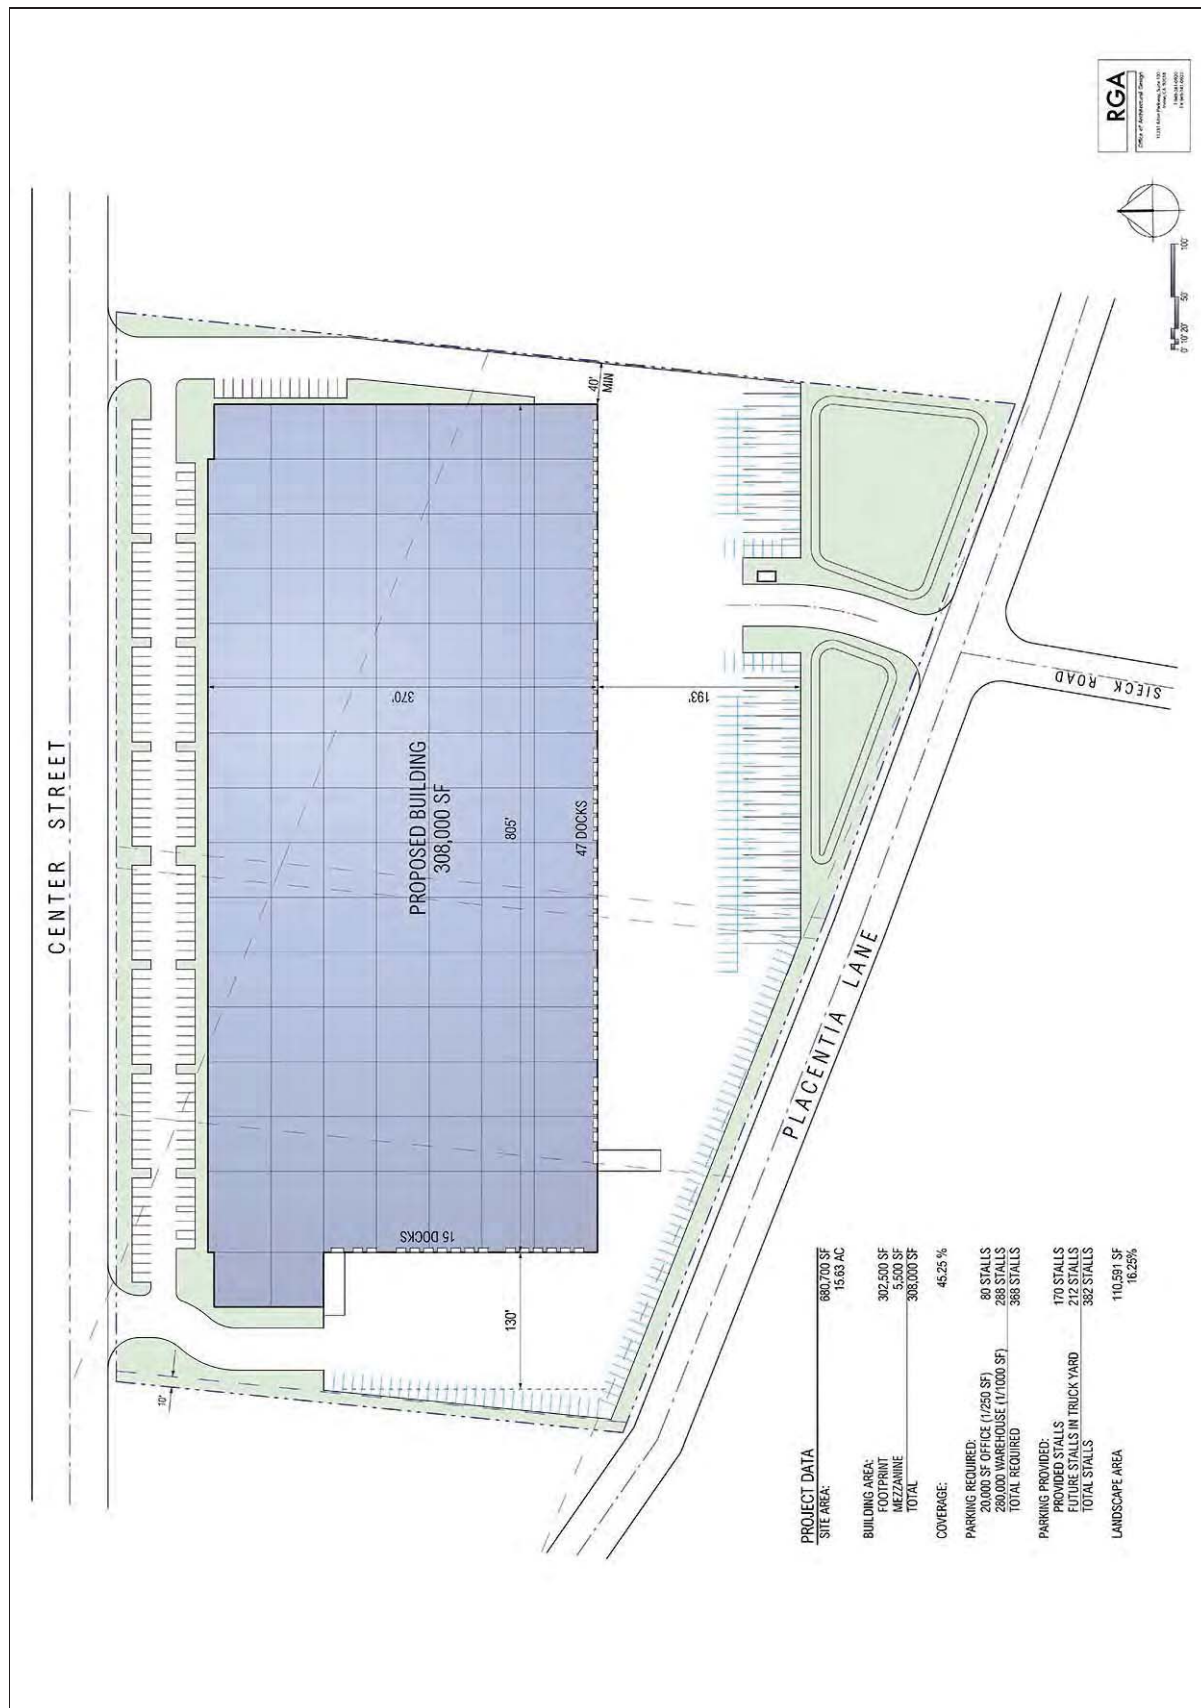 CENTER STREET
RGA
Office of Architectural Design
0' 10' 20' 50' 100'
40'
MIN
370'
193'
PROPOSED BUILDING
308,000 SF
805'
47 DOCKS
15 DOCKS
130'
10'
SIECK ROAD
PLACENTIA LANE
PROJECT DATA
SITE AREA: 680,700 SF
15.63 AC
BUILDING AREA:
FOOTPRINT 302,500 SF
MEZZANINE 5,500 SF
TOTAL 308,000 SF
COVERAGE: 45.25 %
PARKING REQUIRED:
20,000 SF OFFICE (1/250 SF) 80 STALLS
280,000 WAREHOUSE (1/1000 SF) 288 STALLS
TOTAL REQUIRED 368 STALLS
PARKING PROVIDED:
PROVIDED STALLS 170 STALLS
FUTURE STALLS IN TRUCK YARD 212 STALLS
TOTAL STALLS 382 STALLS
LANDSCAPE AREA 110,591 SF
16.25%